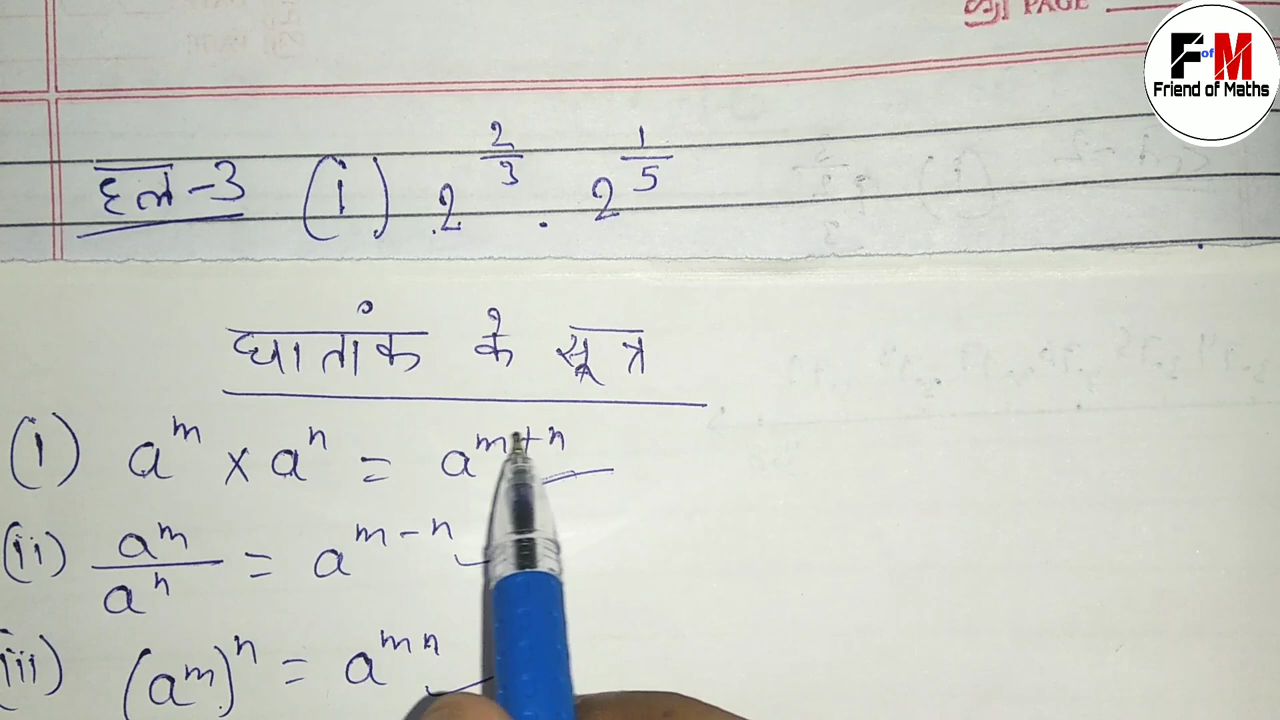 PAGE
FofM
Friend of Maths
हल-3 (i) 2^{2/3} . 2^{1/5}
घातांक के सूत्र
(i) a^m × a^n = a^{m+n}
(ii) a^m / a^n = a^{m-n}
(iii) (a^m)^n = a^{mn}